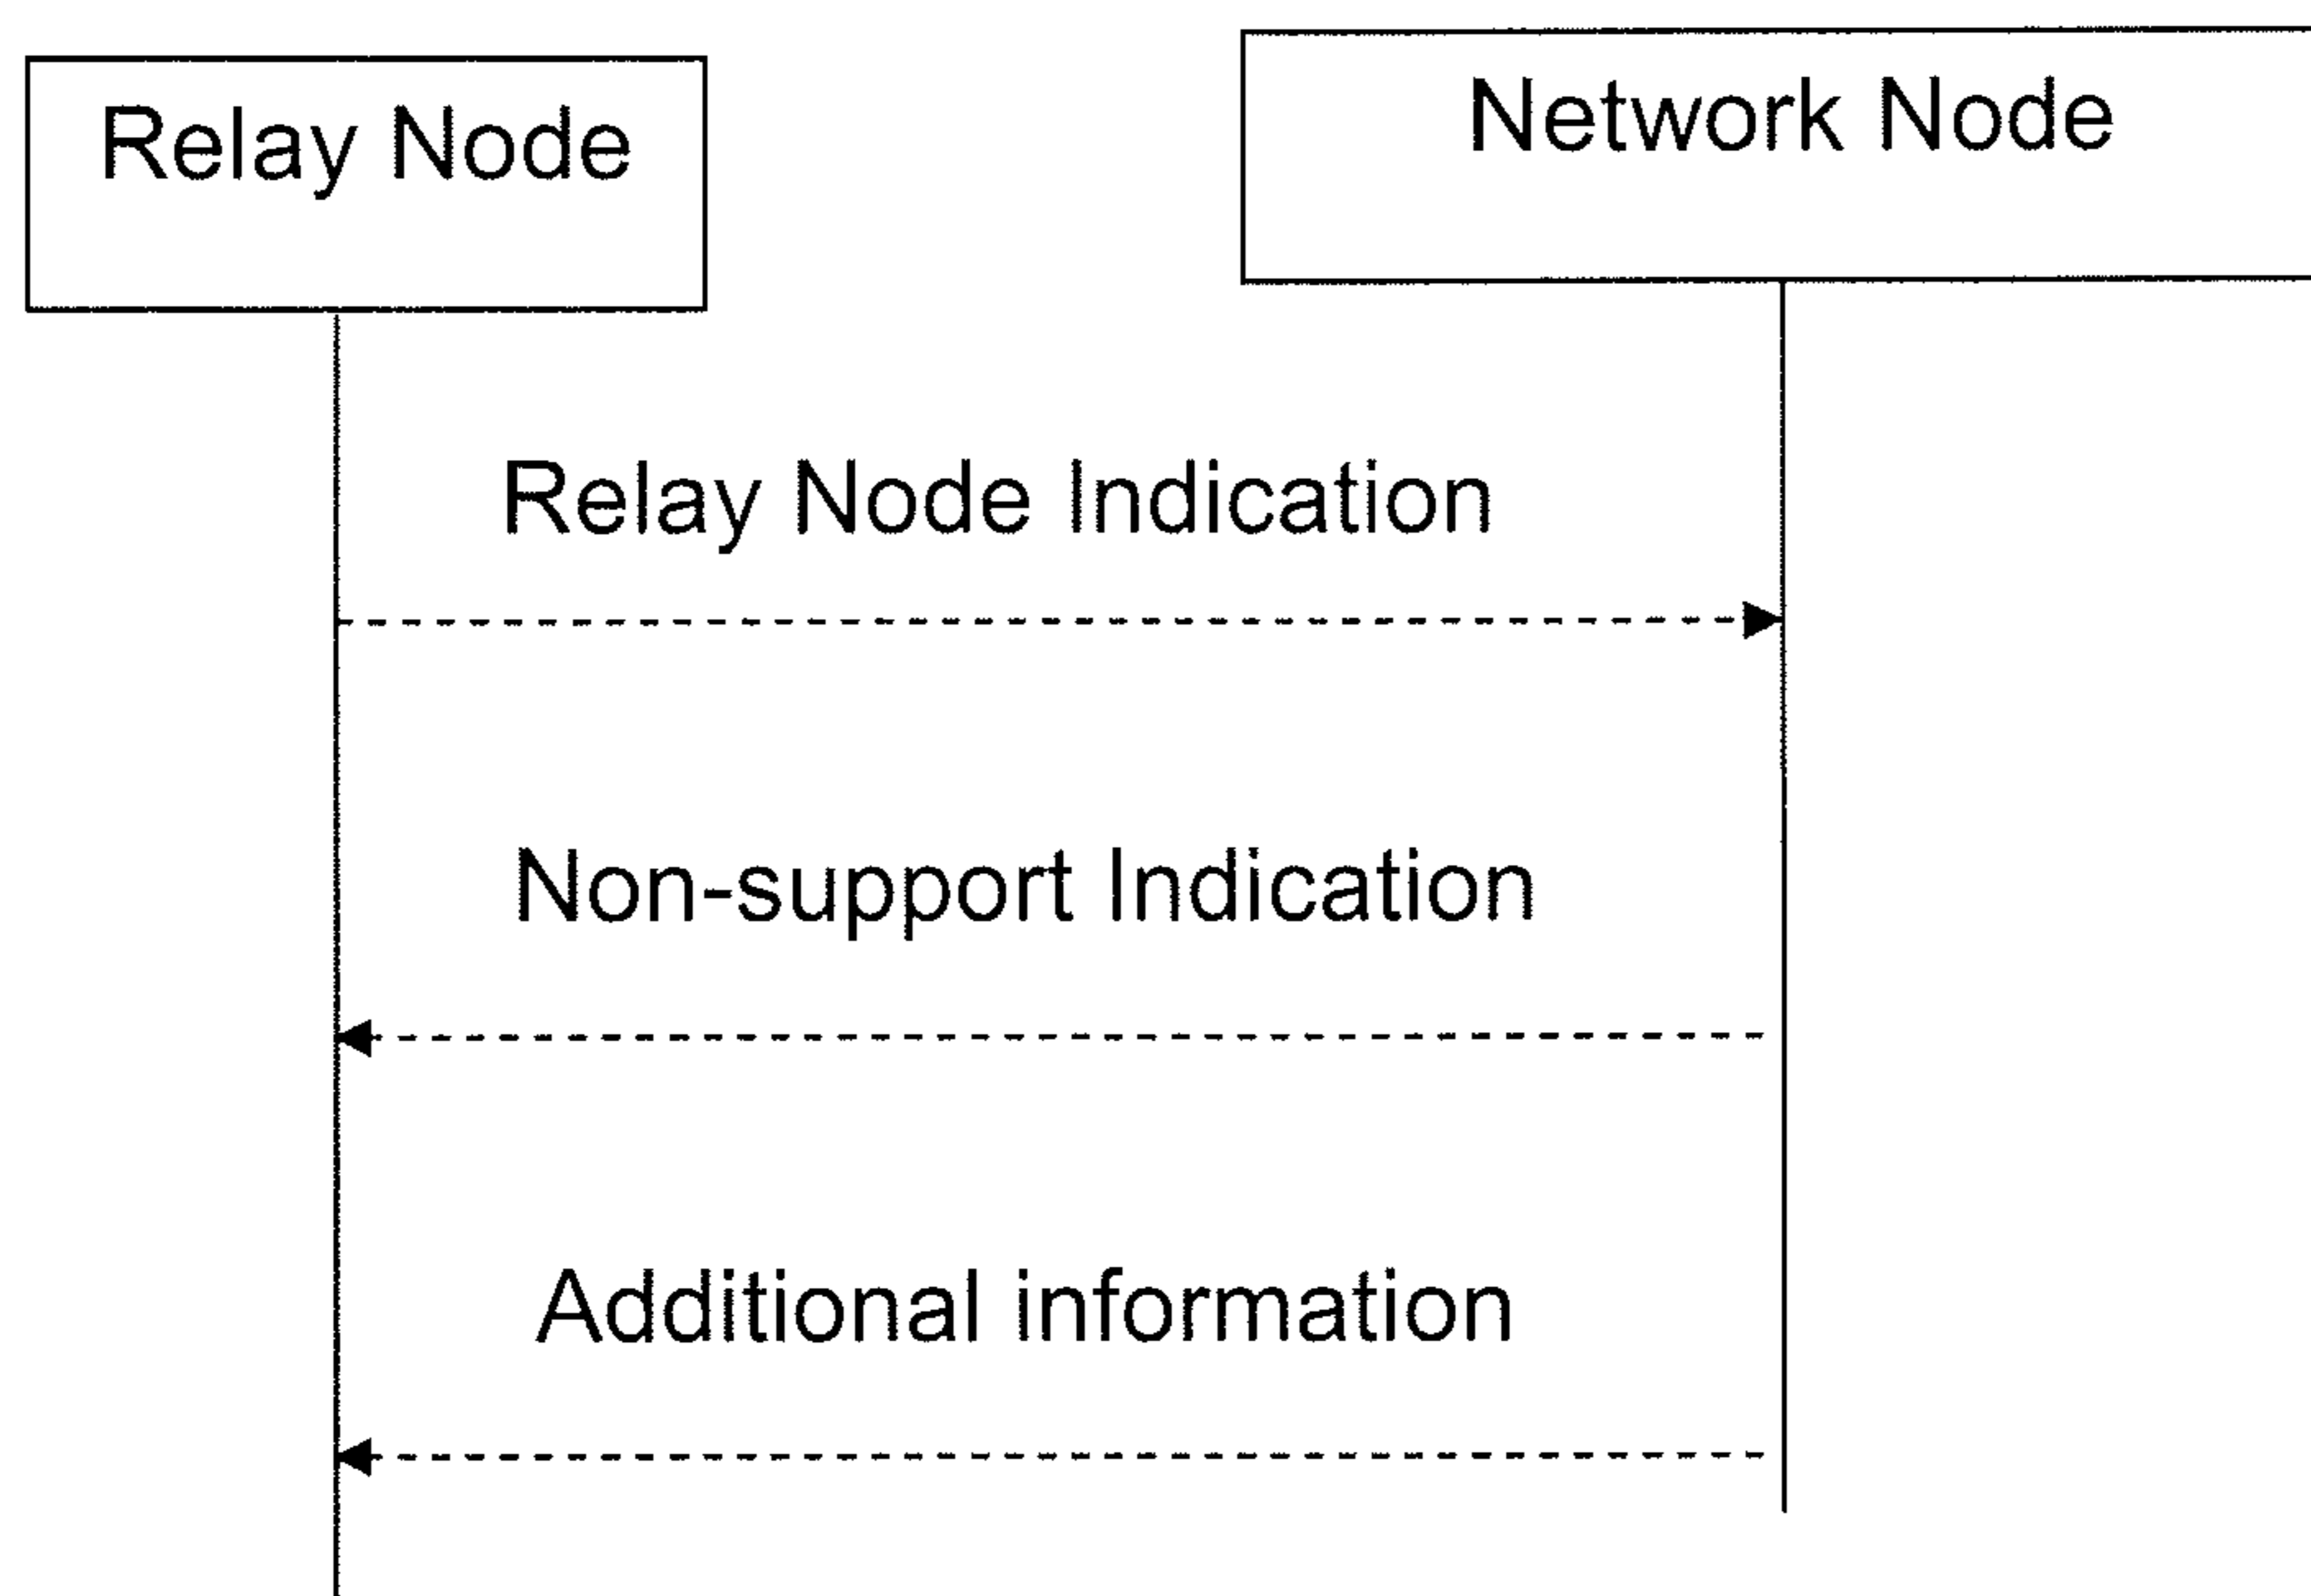 Relay Node
Network Node
Relay Node Indication
Non-support Indication
Additional information